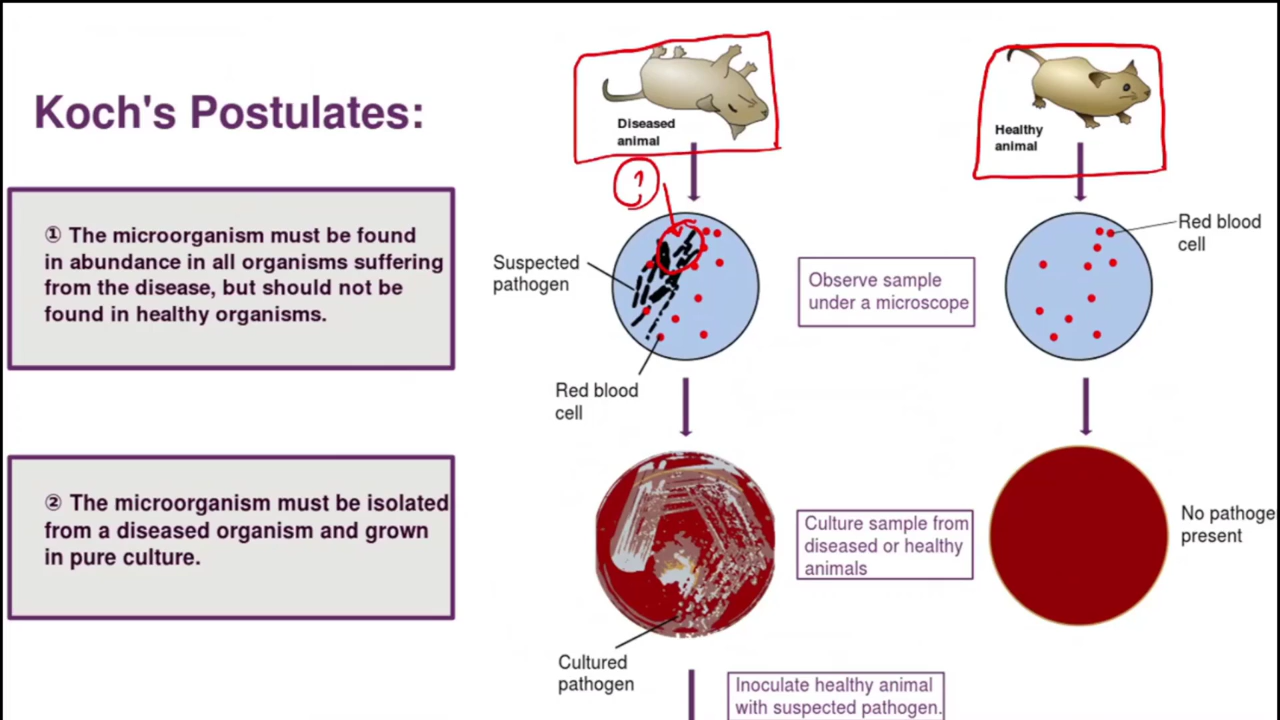 Koch's Postulates:
① The microorganism must be found
in abundance in all organisms suffering
from the disease, but should not be
found in healthy organisms.
② The microorganism must be isolated
from a diseased organism and grown
in pure culture.
Diseased
animal
Healthy
animal
?
Suspected
pathogen
Red blood
cell
Observe sample
under a microscope
Red blood
cell
Culture sample from
diseased or healthy
animals
No pathoge
present
Cultured
pathogen
Inoculate healthy animal
with suspected pathogen.